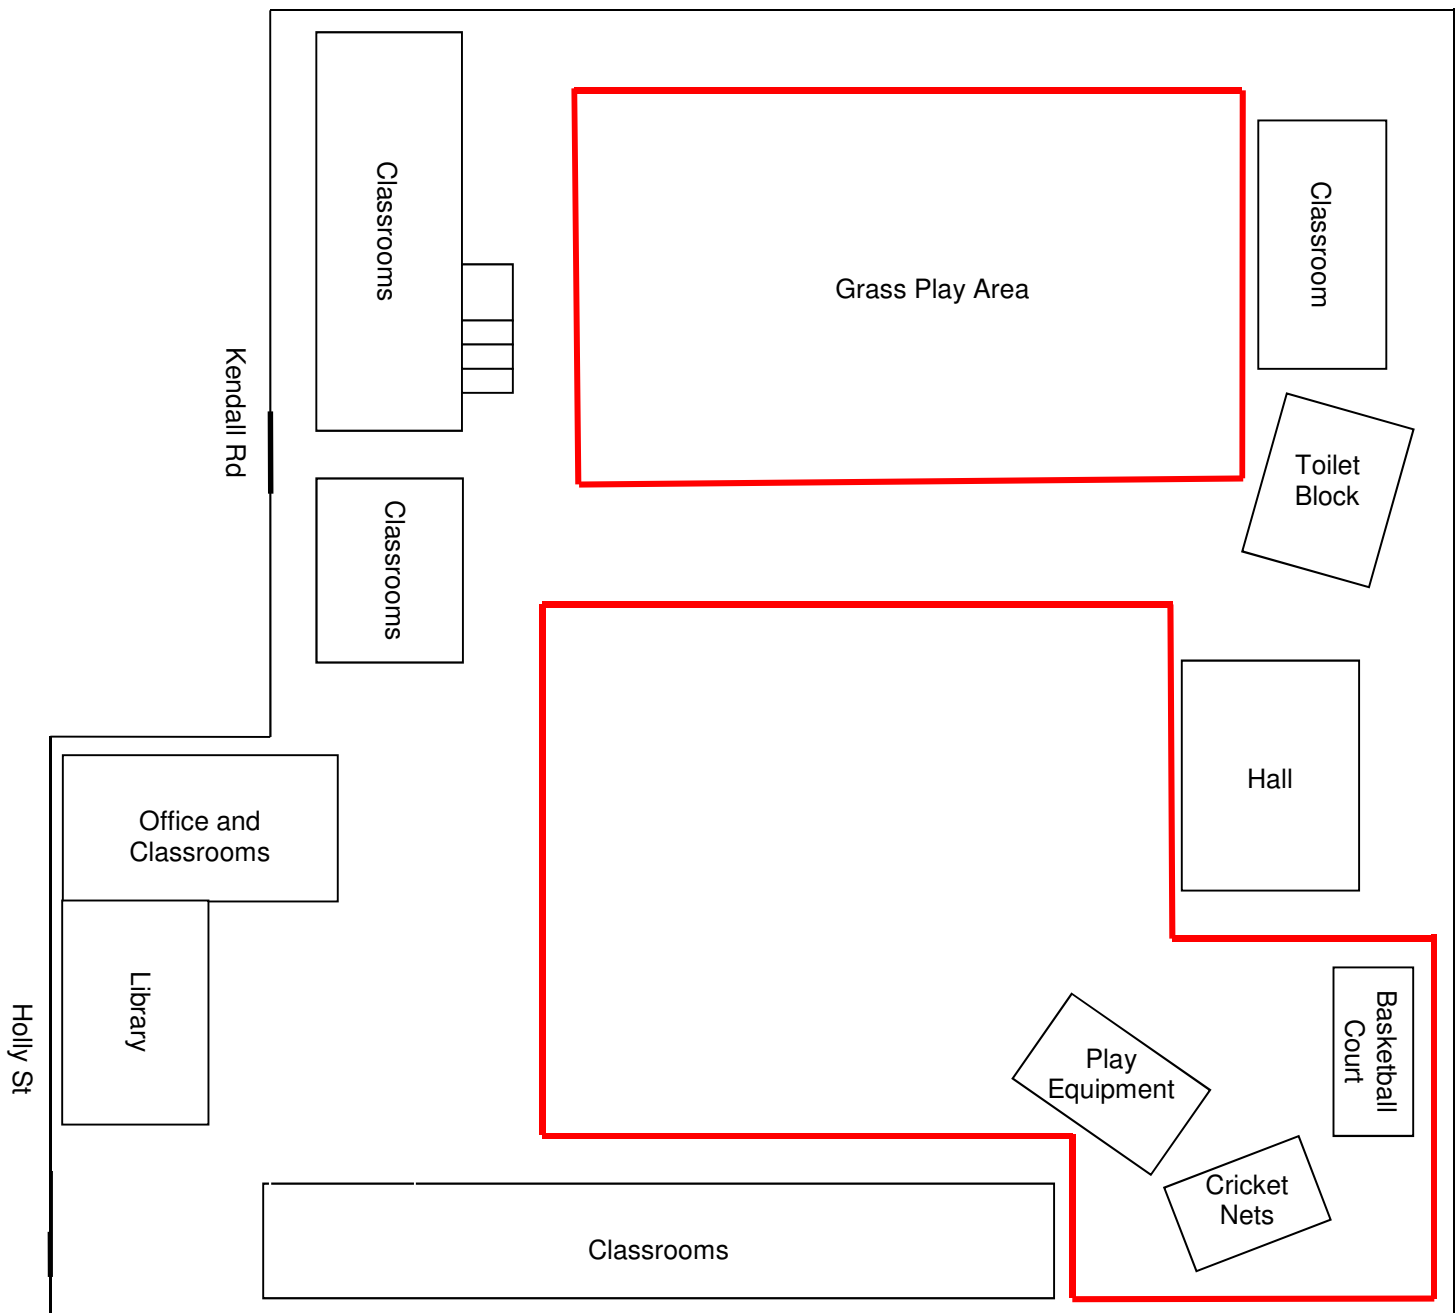 Classrooms
Grass Play Area
Classroom
Kendall Rd
Toilet
Block
Classrooms
Hall
Office and
Classrooms
Library
Holly St
Play
Equipment
Basketball
Court
Cricket
Nets
Classrooms